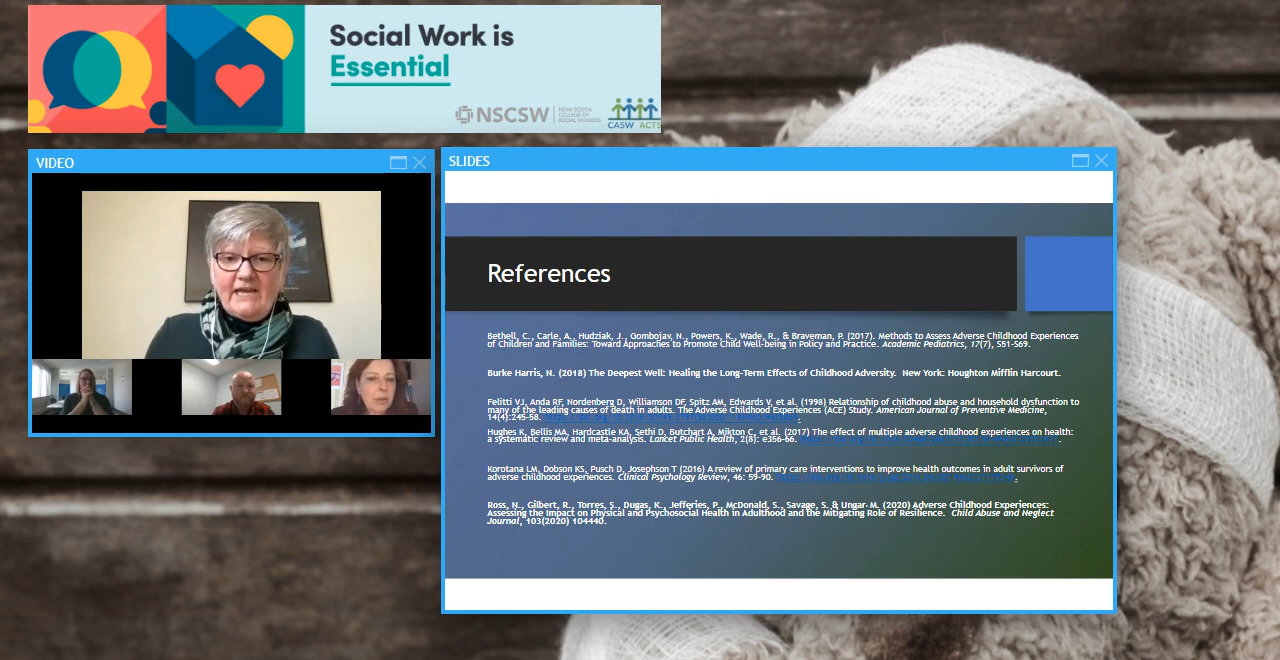 Social Work is
Essential
NSCSW
NOVA SCOTIA
COLLEGE OF
SOCIAL WORKERS
CASW ACTS
VIDEO
SLIDES
References
Bethell, C., Carle, A., Hudziak, J., Gombojav, N., Powers, K., Wade, R., & Braveman, P. (2017). Methods to Assess Adverse Childhood Experiences
of Children and Families: Toward Approaches to Promote Child Well-being in Policy and Practice. Academic Pediatrics, 17(7), S51-S69.
Burke Harris, N. (2018) The Deepest Well: Healing the Long-Term Effects of Childhood Adversity. New York: Houghton Mifflin Harcourt.
Felitti VJ, Anda RF, Nordenberg D, Williamson DF, Spitz AM, Edwards V, et al. (1998) Relationship of childhood abuse and household dysfunction to
many of the leading causes of death in adults. The Adverse Childhood Experiences (ACE) Study. American Journal of Preventive Medicine,
14(4):245-58.
Hughes K, Bellis MA, Hardcastle KA, Sethi D, Butchart A, Mikton C, et al. (2017) The effect of multiple adverse childhood experiences on health:
a systematic review and meta-analysis. Lancet Public Health, 2(8): e356-66.
Korotana LM, Dobson KS, Pusch D, Josephson T (2016) A review of primary care interventions to improve health outcomes in adult survivors of
adverse childhood experiences. Clinical Psychology Review, 46: 59-90.
Ross, N., Gilbert, R., Torres, S., Dugas, K., Jefferies, P., McDonald, S., Savage, S. & Ungar. M. (2020) Adverse Childhood Experiences:
Assessing the Impact on Physical and Psychosocial Health in Adulthood and the Mitigating Role of Resilience. Child Abuse and Neglect
Journal, 103(2020) 104440.